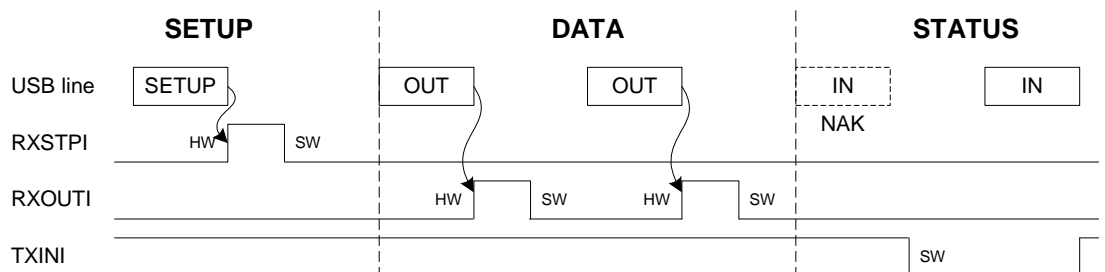 SETUP DATA STATUS
USB line SETUP OUT OUT IN IN
NAK
RXSTPI HW SW
RXOUTI HW SW HW SW
TXINI SW